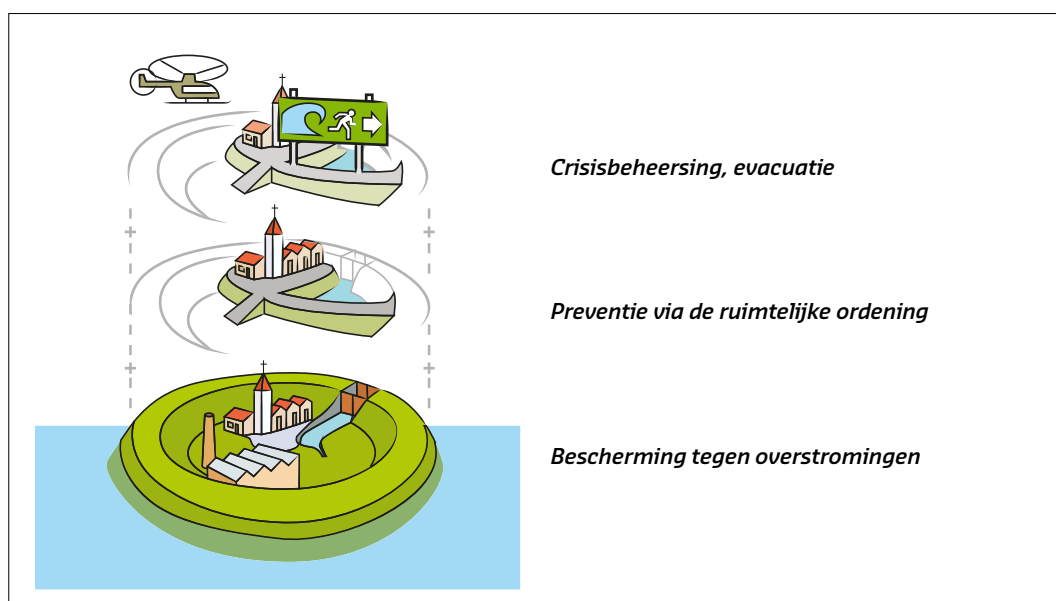 Crisisbeheersing, evacuatie
Preventie via de ruimtelijke ordening
Bescherming tegen overstromingen